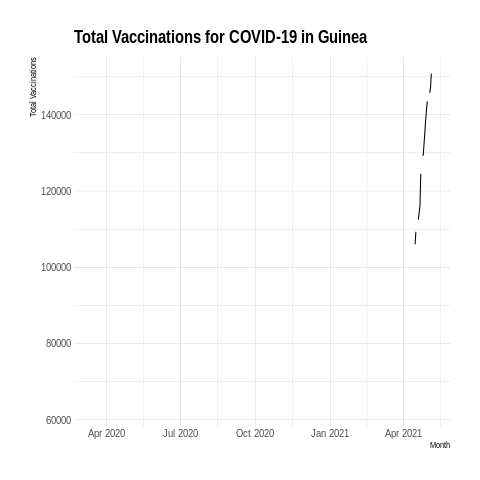 Total Vaccinations for COVID-19 in Guinea
Total Vaccinations
140000
120000
100000
80000
60000
Apr 2020
Jul 2020
Oct 2020
Jan 2021
Apr 2021
Month